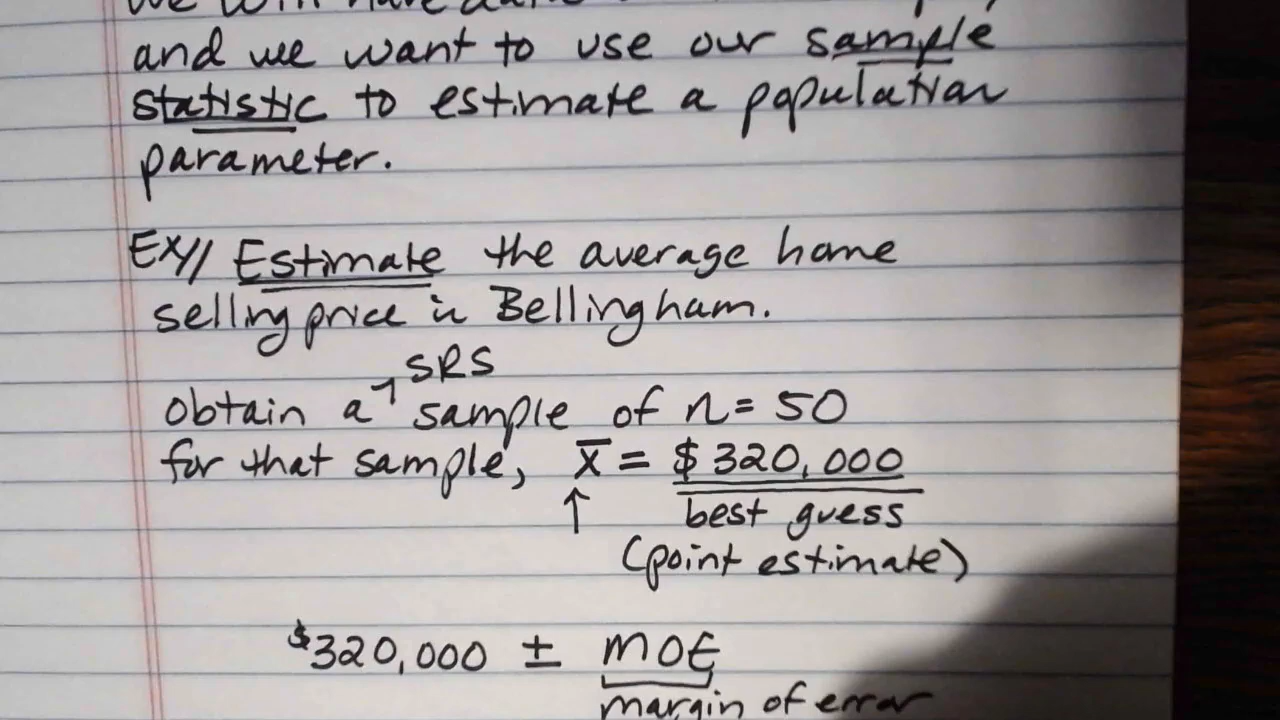 and we want to use our sample
statistic to estimate a population
parameter.
EX// Estimate the average home
selling price in Bellingham.
SRS
obtain a sample of n = 50
for that sample, x̅ = $320,000
↑ best guess
(point estimate)
$320,000 ± MOE
margin of error